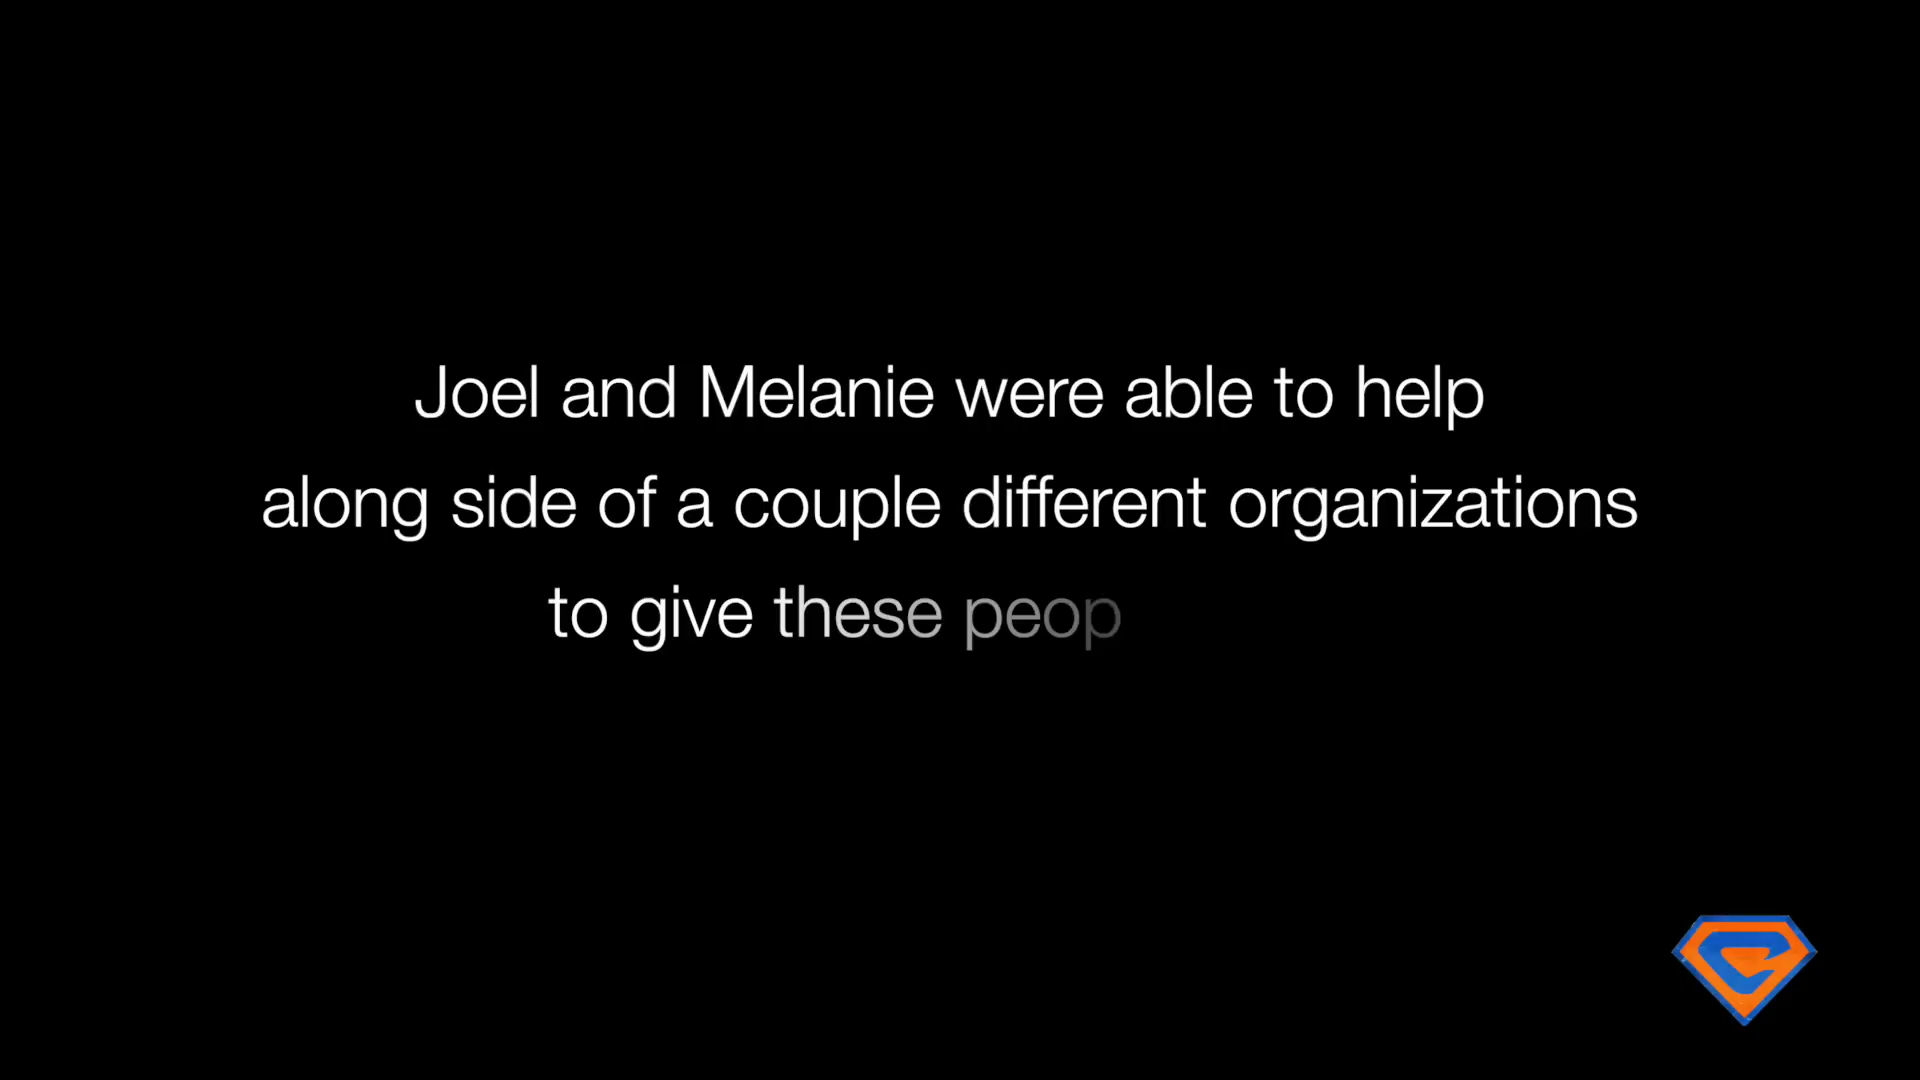 Joel and Melanie were able to help
along side of a couple different organizations
to give these peop